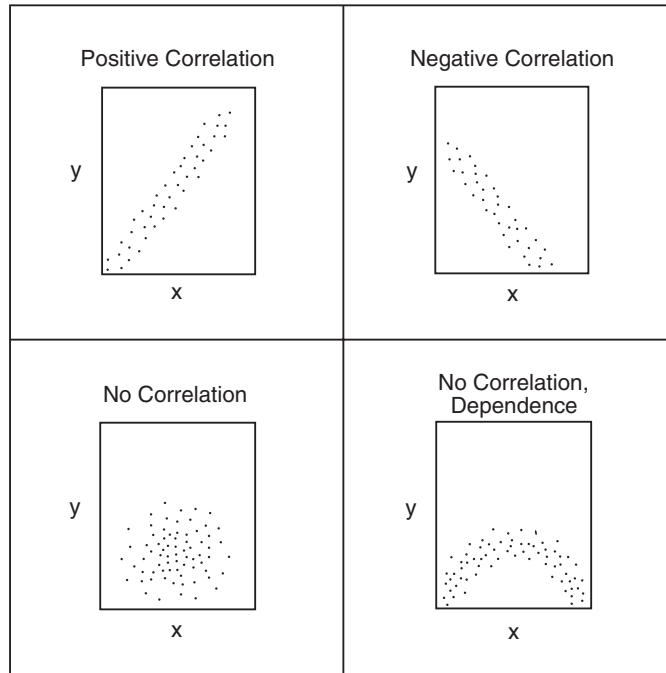 Positive Correlation
y
x
Negative Correlation
y
x
No Correlation
y
x
No Correlation,
Dependence
y
x